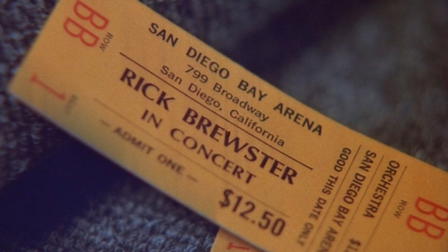 ROW
BB
1
SAN DIEGO BAY ARENA
799 Broadway
San Diego, California
RICK BREWSTER
IN CONCERT
— ADMIT ONE —
$12.50
GOOD THIS DATE ONLY
SAN DIEGO BAY
ORCHESTRA
ROW
BB